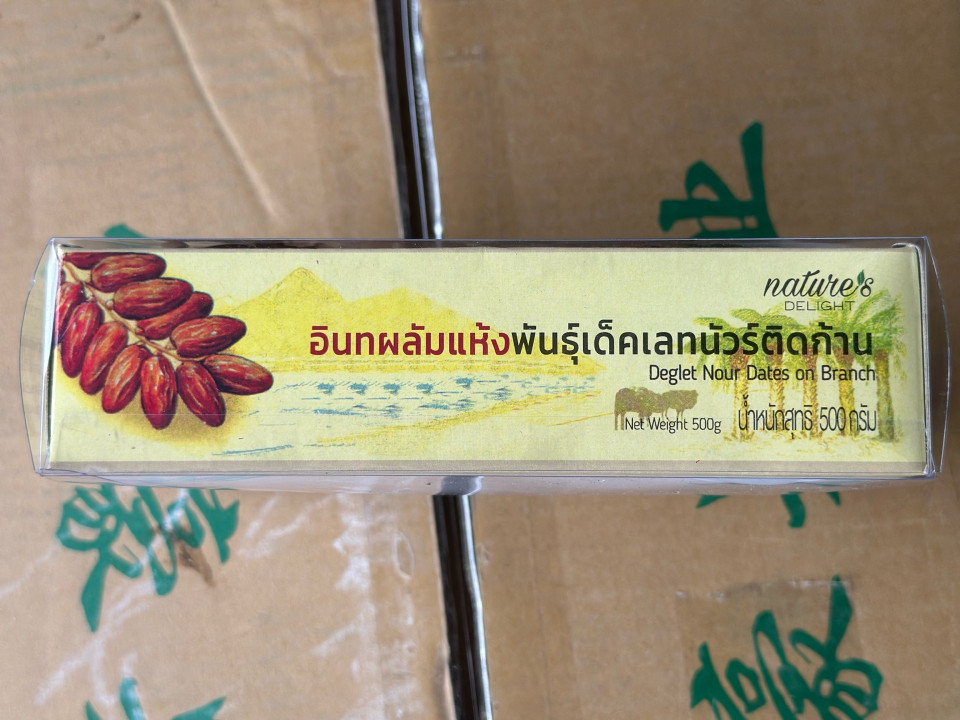 nature's
DELIGHT
อินทผลัมแห้งพันธุ์เด็คเลทนัวร์ติดก้าน
Deglet Nour Dates on Branch
Net Weight 500g น้ำหนักสุทธิ 500 กรัม